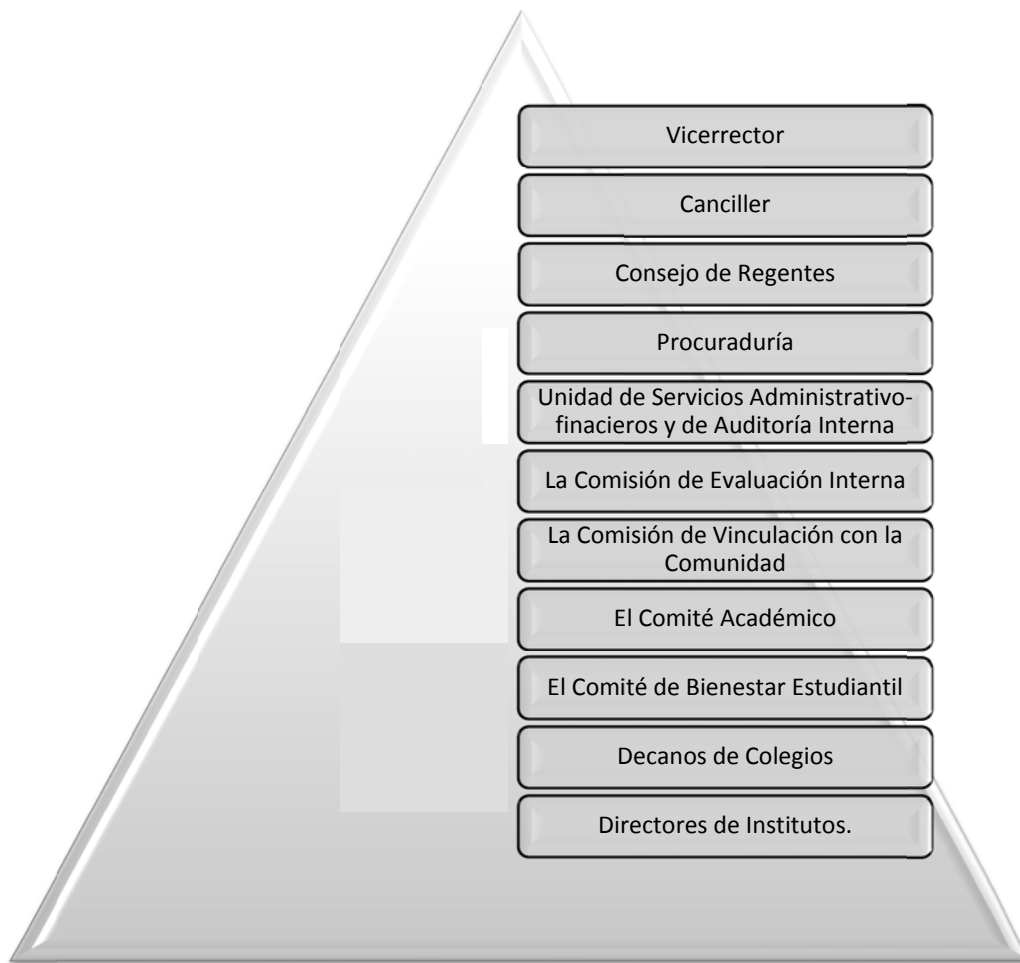 Vicerrector
Canciller
Consejo de Regentes
Procuraduría
Unidad de Servicios Administrativo-
finacieros y de Auditoría Interna
La Comisión de Evaluación Interna
La Comisión de Vinculación con la
Comunidad
El Comité Académico
El Comité de Bienestar Estudiantil
Decanos de Colegios
Directores de Institutos.